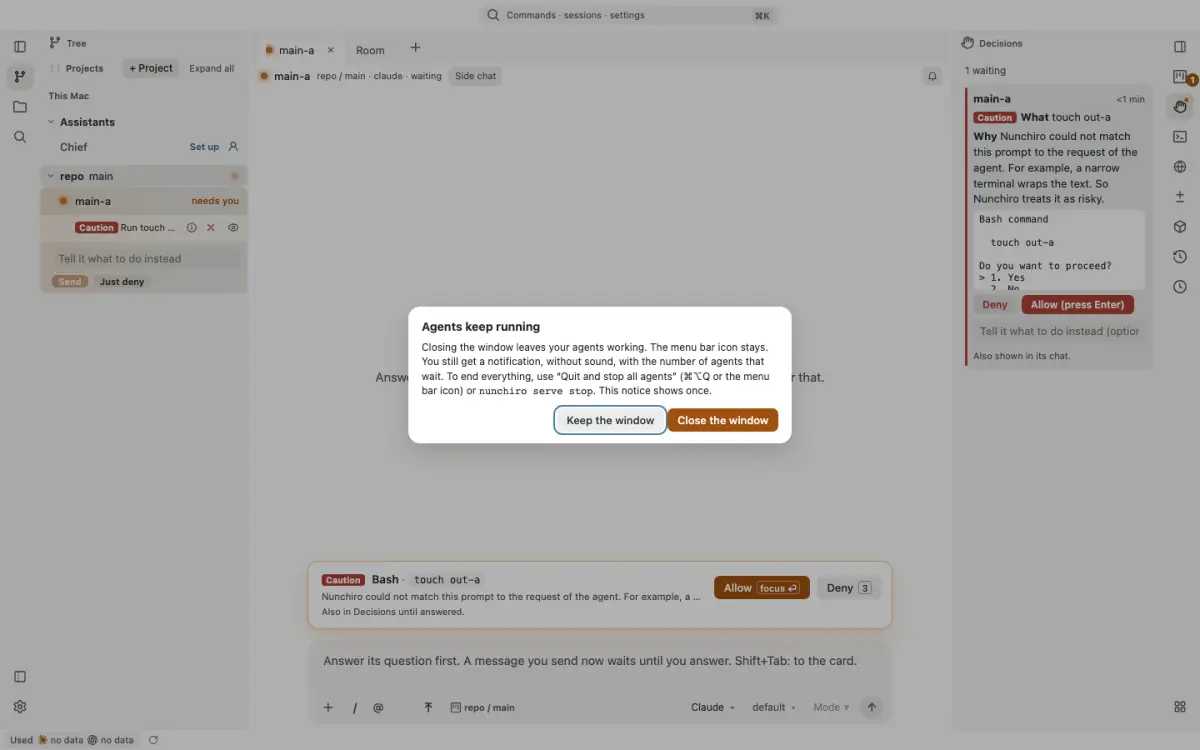 Commands · sessions · settings
⌘K
Tree
Projects
+ Project
Expand all
This Mac
Assistants
Chief
Set up
repo main
main-a
needs you
Caution Run touch ...
Tell it what to do instead
Send
Just deny
main-a ×
Room
+
main-a repo / main · claude · waiting
Side chat
Answ
r that.
Agents keep running
Closing the window leaves your agents working. The menu bar icon stays.
You still get a notification, without sound, with the number of agents that
wait. To end everything, use "Quit and stop all agents" (⌘⌥Q or the menu
bar icon) or nunchiro serve stop. This notice shows once.
Keep the window
Close the window
Caution Bash · touch out-a
Nunchiro could not match this prompt to the request of the agent. For example, a ...
Also in Decisions until answered.
Allow focus ↩
Deny 3
Answer its question first. A message you send now waits until you answer. Shift+Tab: to the card.
+ / @
repo / main
Claude
default
Mode
Decisions
1 waiting
main-a
<1 min
Caution What touch out-a
Why Nunchiro could not match
this prompt to the request of the
agent. For example, a narrow
terminal wraps the text. So
Nunchiro treats it as risky.
Bash command
touch out-a
Do you want to proceed?
> 1. Yes
2. No
Deny
Allow (press Enter)
Tell it what to do instead (option
Also shown in its chat.
1
Used no data no data